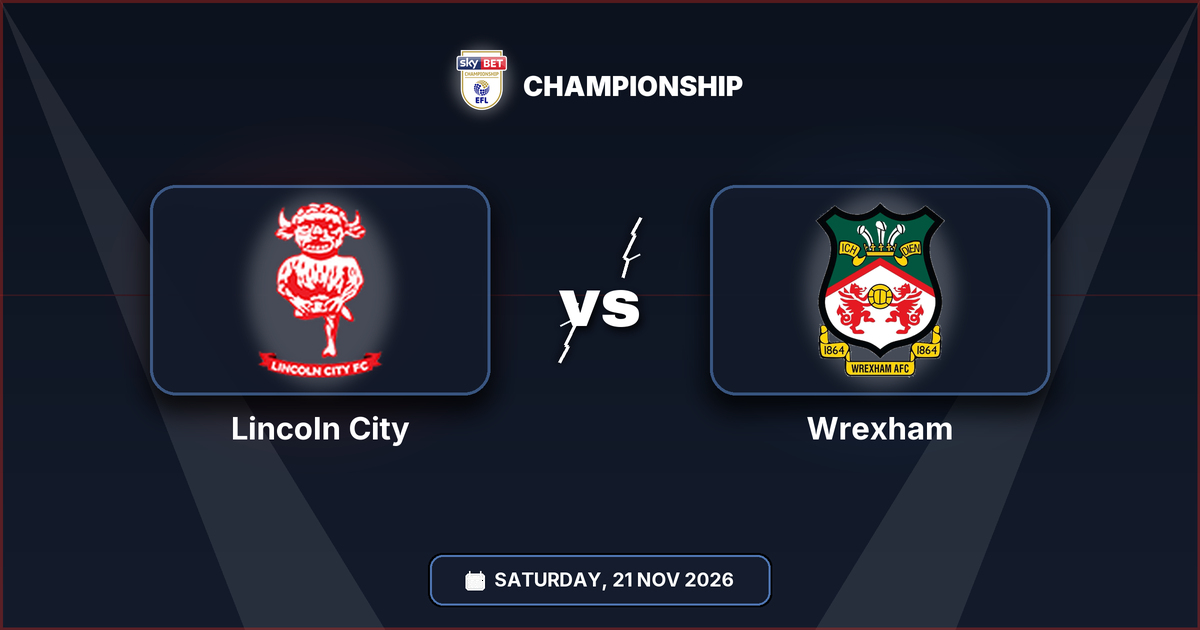 sky BET
CHAMPIONSHIP
EFL
CHAMPIONSHIP
LINCOLN CITY FC
ICH DIEN
1864 1864
WREXHAM AFC
vs
Lincoln City
Wrexham
SATURDAY, 21 NOV 2026